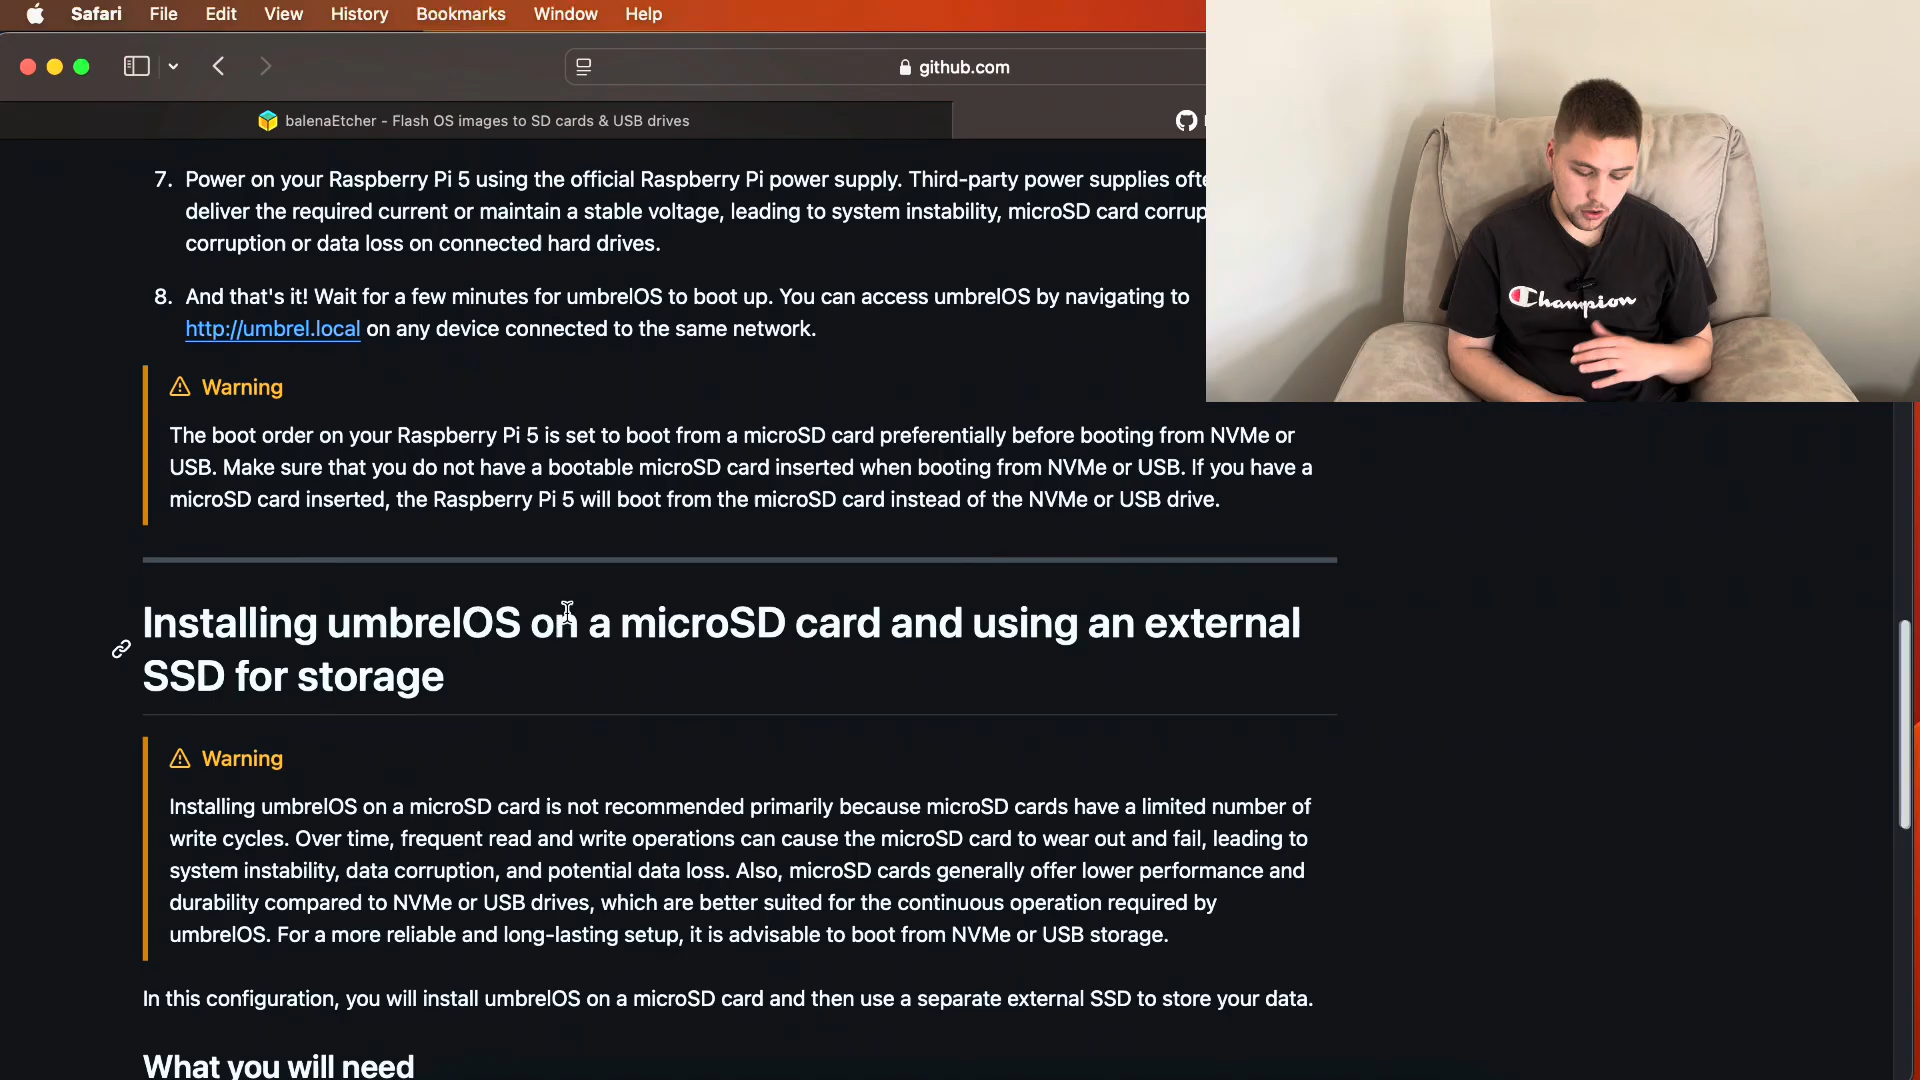 Safari File Edit View History Bookmarks Window Help
github.com
balenaEtcher - Flash OS images to SD cards & USB drives
7. Power on your Raspberry Pi 5 using the official Raspberry Pi power supply. Third-party power supplies
deliver the required current or maintain a stable voltage, leading to system instability, microSD card
corruption or data loss on connected hard drives.
8. And that's it! Wait for a few minutes for umbrelOS to boot up. You can access umbrelOS by navigating to
http://umbrel.local on any device connected to the same network.
Warning
The boot order on your Raspberry Pi 5 is set to boot from a microSD card preferentially before booting from NVMe or
USB. Make sure that you do not have a bootable microSD card inserted when booting from NVMe or USB. If you have a
microSD card inserted, the Raspberry Pi 5 will boot from the microSD card instead of the NVMe or USB drive.
Installing umbrelOS on a microSD card and using an external
SSD for storage
Warning
Installing umbrelOS on a microSD card is not recommended primarily because microSD cards have a limited number of
write cycles. Over time, frequent read and write operations can cause the microSD card to wear out and fail, leading to
system instability, data corruption, and potential data loss. Also, microSD cards generally offer lower performance and
durability compared to NVMe or USB drives, which are better suited for the continuous operation required by
umbrelOS. For a more reliable and long-lasting setup, it is advisable to boot from NVMe or USB storage.
In this configuration, you will install umbrelOS on a microSD card and then use a separate external SSD to store your data.
What you will need
Champion